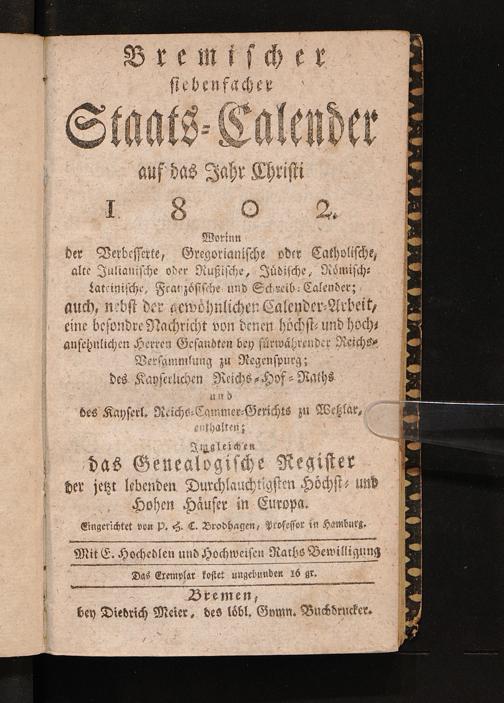 Bremischer
siebenfacher
Staats-Calender
auf das Jahr Christi
1802.
Worinn
der Verbesserte, Gregorianische oder Catholische,
alte Julianische oder Rußische, Jüdische, Römisch-
Lateinische, Französische und Schreib-Calender;
auch, nebst der gewöhnlichen Calender-Arbeit,
eine besondre Nachricht von denen höchst- und hoch-
ansehnlichen Herren Gesandten bey fürwährender Reichs-
Versammlung zu Regenspurg;
des Kayserlichen Reichs-Hof-Raths
und
des Kayserl. Reichs-Cammer-Gerichts zu Wetzlar,
enthalten;
Imgleichen
das Genealogische Register
der jetzt lebenden Durchlauchtigsten Höchst- und
Hohen Häuser in Europa.
Eingerichtet von P. H. C. Brodhagen, Professor in Hamburg.
Mit E. Hochedlen und Hochweisen Raths Bewilligung
Das Exemplar kostet ungebunden 16 gr.
Bremen,
bey Diedrich Meier, des löbl. Gymn. Buchdrucker.